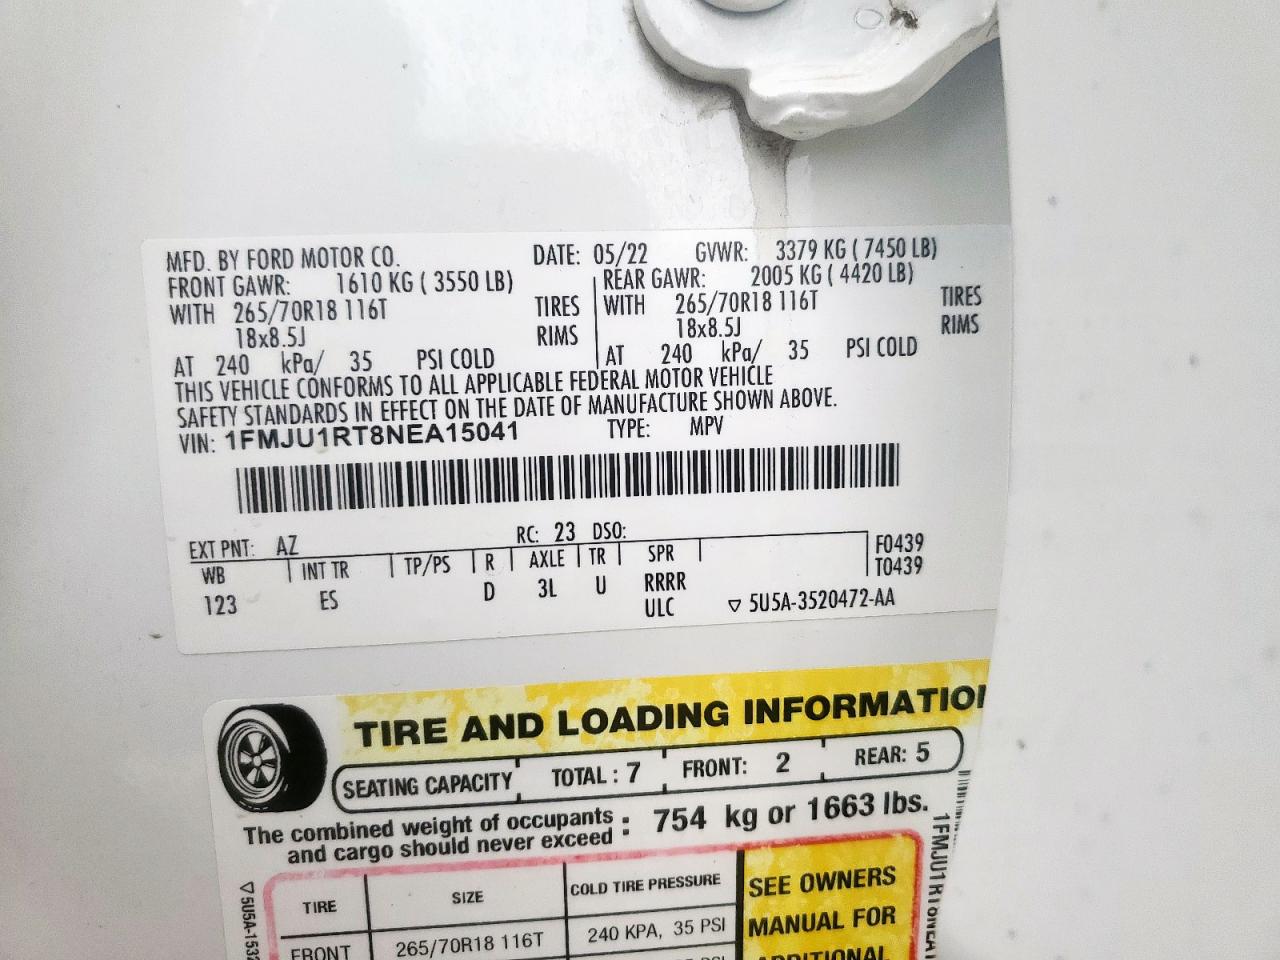 MFD. BY FORD MOTOR CO. DATE: 05/22 GVWR: 3379 KG ( 7450 LB)
FRONT GAWR: 1610 KG ( 3550 LB) REAR GAWR: 2005 KG ( 4420 LB)
WITH 265/70R18 116T TIRES WITH 265/70R18 116T TIRES
18x8.5J RIMS 18x8.5J RIMS
AT 240 kPa/ 35 PSI COLD AT 240 kPa/ 35 PSI COLD
THIS VEHICLE CONFORMS TO ALL APPLICABLE FEDERAL MOTOR VEHICLE
SAFETY STANDARDS IN EFFECT ON THE DATE OF MANUFACTURE SHOWN ABOVE.
VIN: 1FMJU1RT8NEA15041 TYPE: MPV
EXT PNT: AZ RC: 23 DSO:
WB INT TR TP/PS R AXLE TR SPR F0439
T0439
123 ES D 3L U RRRR
ULC ▽ 5U5A-3520472-AA
TIRE AND LOADING INFORMATIO
SEATING CAPACITY TOTAL : 7 FRONT: 2 REAR: 5
The combined weight of occupants
and cargo should never exceed : 754 kg or 1663 lbs.
TIRE SIZE COLD TIRE PRESSURE SEE OWNERS
MANUAL FOR
FRONT 265/70R18 116T 240 KPA, 35 PSI
ADDITIONAL